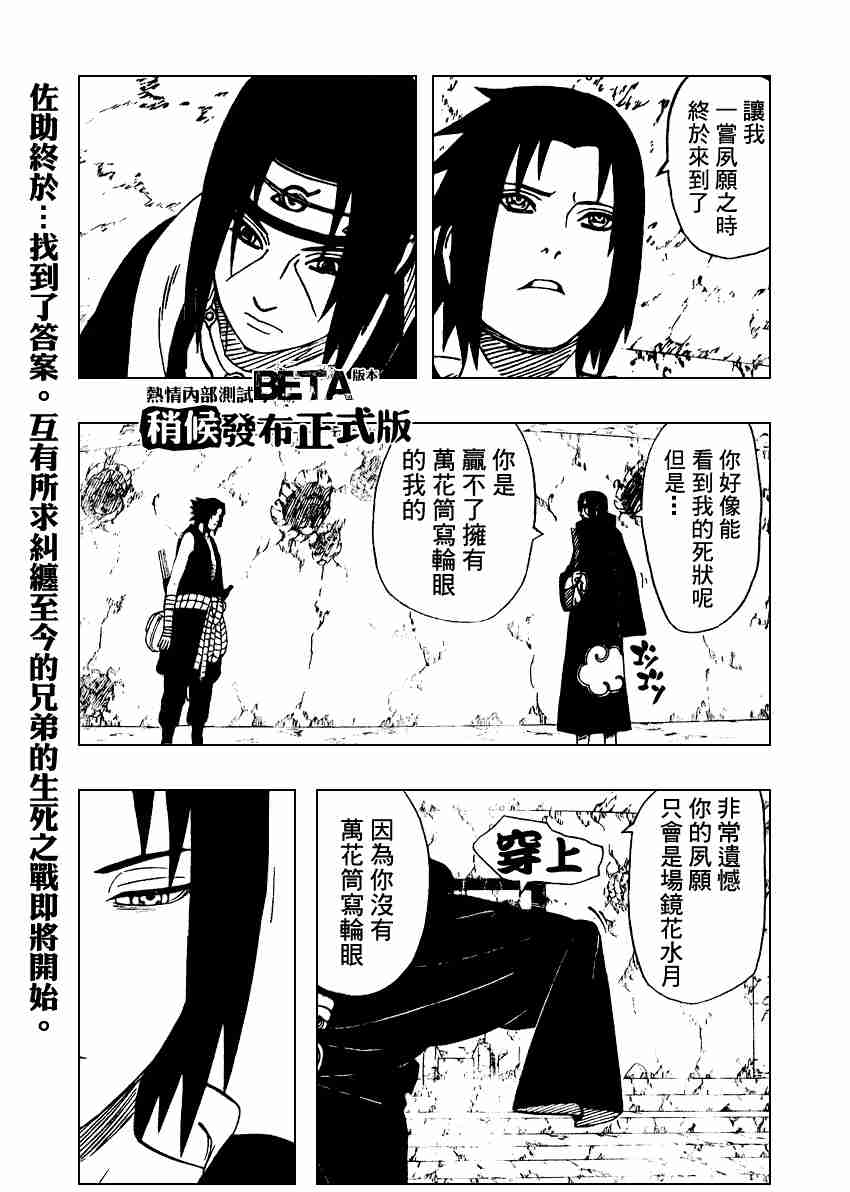 讓我
一嘗夙願之時
終於來到了
佐助終於…找到了答案。互有所求糾纏至今的兄弟的生死之戰即將開始。
熱情內部測試BETA版本
稍候發布正式版
你好像能
看到我的死狀呢
但是…
你是
贏不了擁有
萬花筒寫輪眼
的我的
ゴソ
ゴソ
非常遺憾
你的夙願
只會是場鏡花水月
穿上
因為你沒有
萬花筒寫輪眼